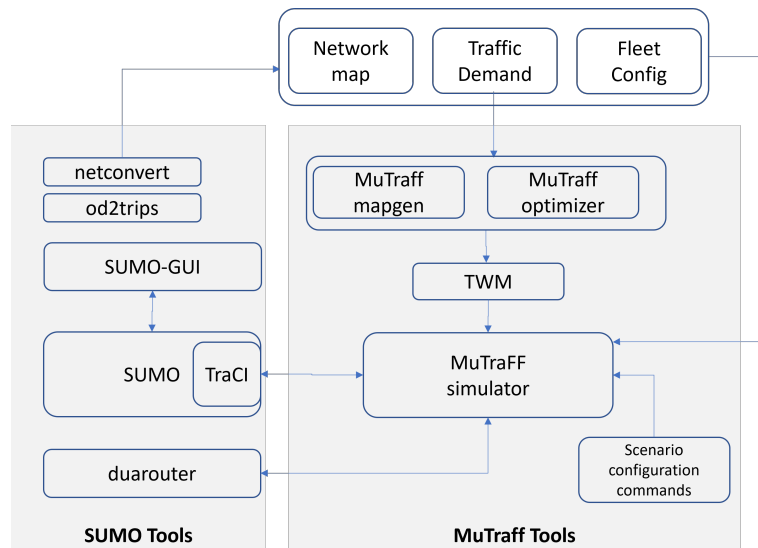 Network
map
Traffic
Demand
Fleet
Config
netconvert
od2trips
SUMO-GUI
SUMO
TraCI
duarouter
SUMO Tools
MuTraff
mapgen
MuTraff
optimizer
TWM
MuTraFF
simulator
Scenario
configuration
commands
MuTraff Tools